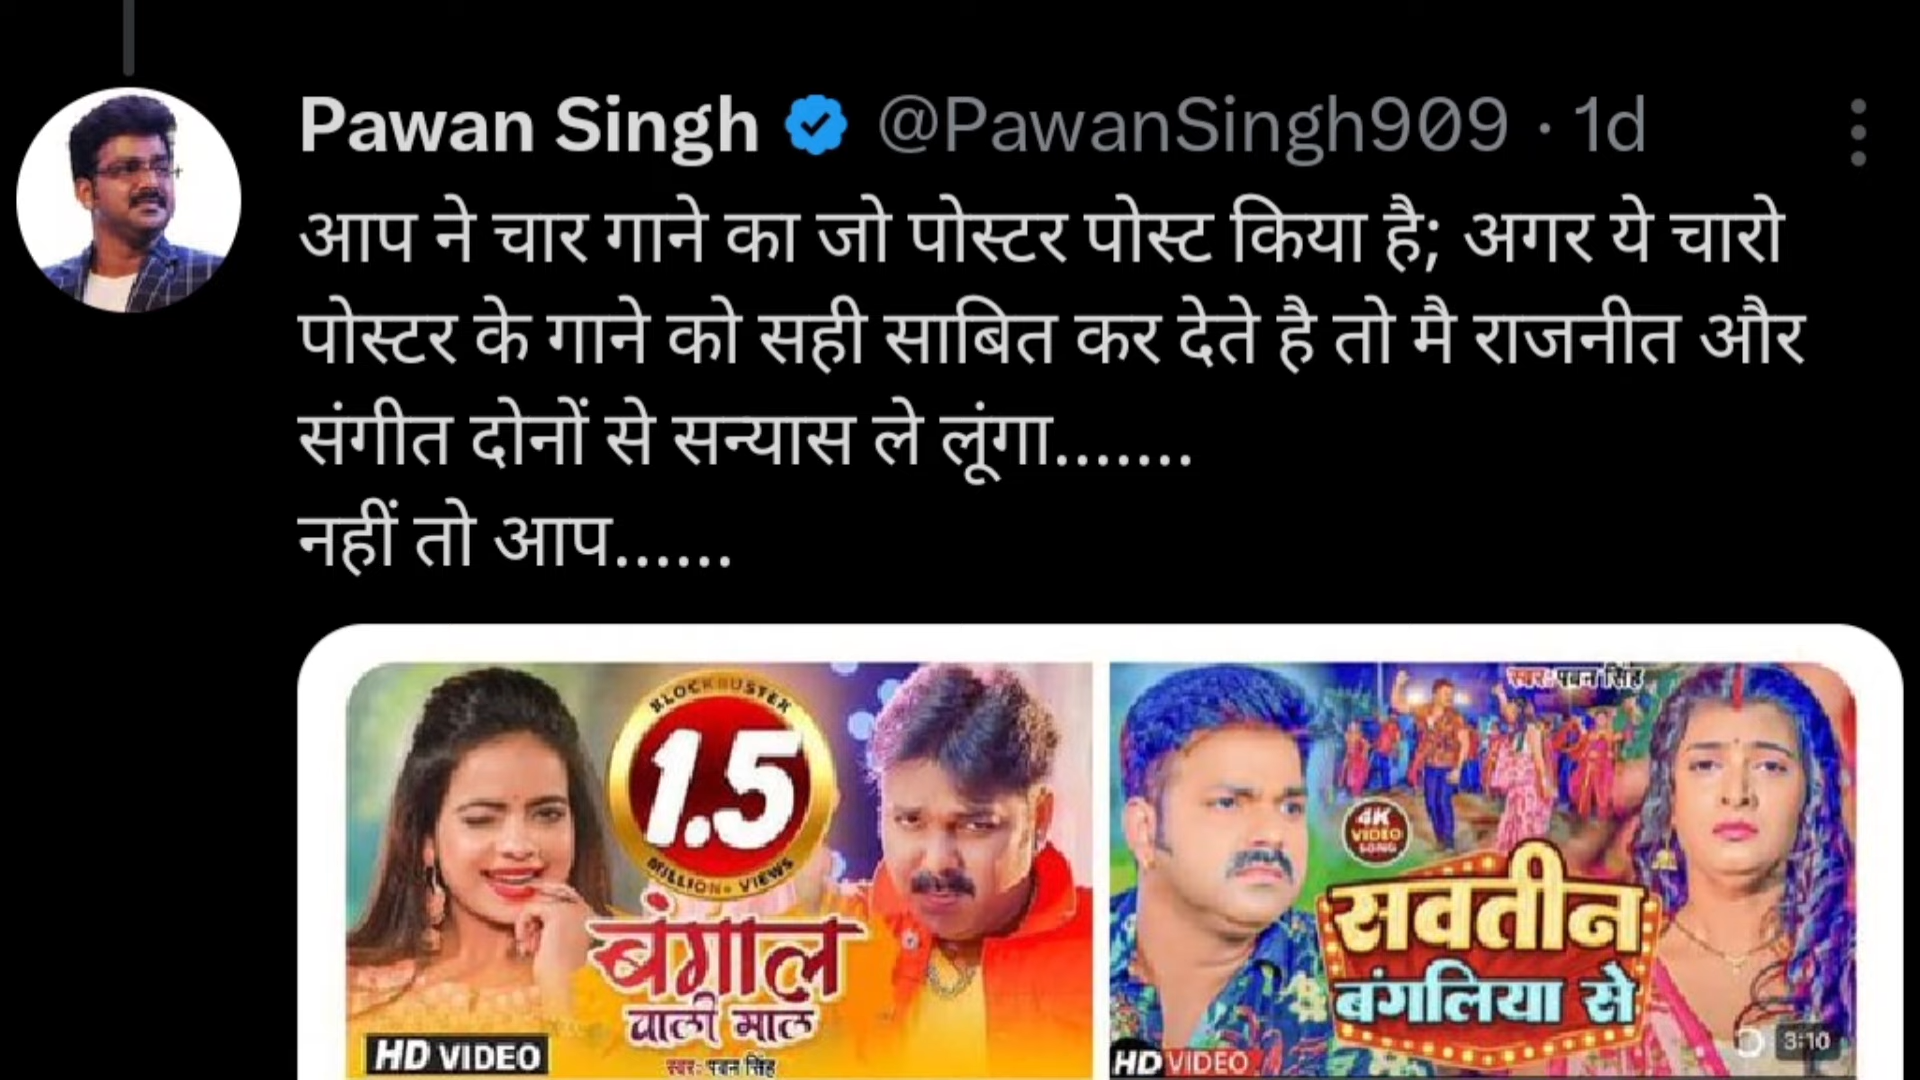 Pawan Singh @PawanSingh909 · 1d
आप ने चार गाने का जो पोस्टर पोस्ट किया है; अगर ये चारो
पोस्टर के गाने को सही साबित कर देते है तो मै राजनीत और
संगीत दोनों से सन्यास ले लूंगा.......
नहीं तो आप......
BLOCKBUSTER
1.5
MILLION+ VIEWS
बंगाल
वाली माल
HD VIDEO
स्वर: पवन सिंह
स्वर: पवन सिंह
4K
VIDEO
SONG
सवतीन
बंगलिया से
HD VIDEO
3:10